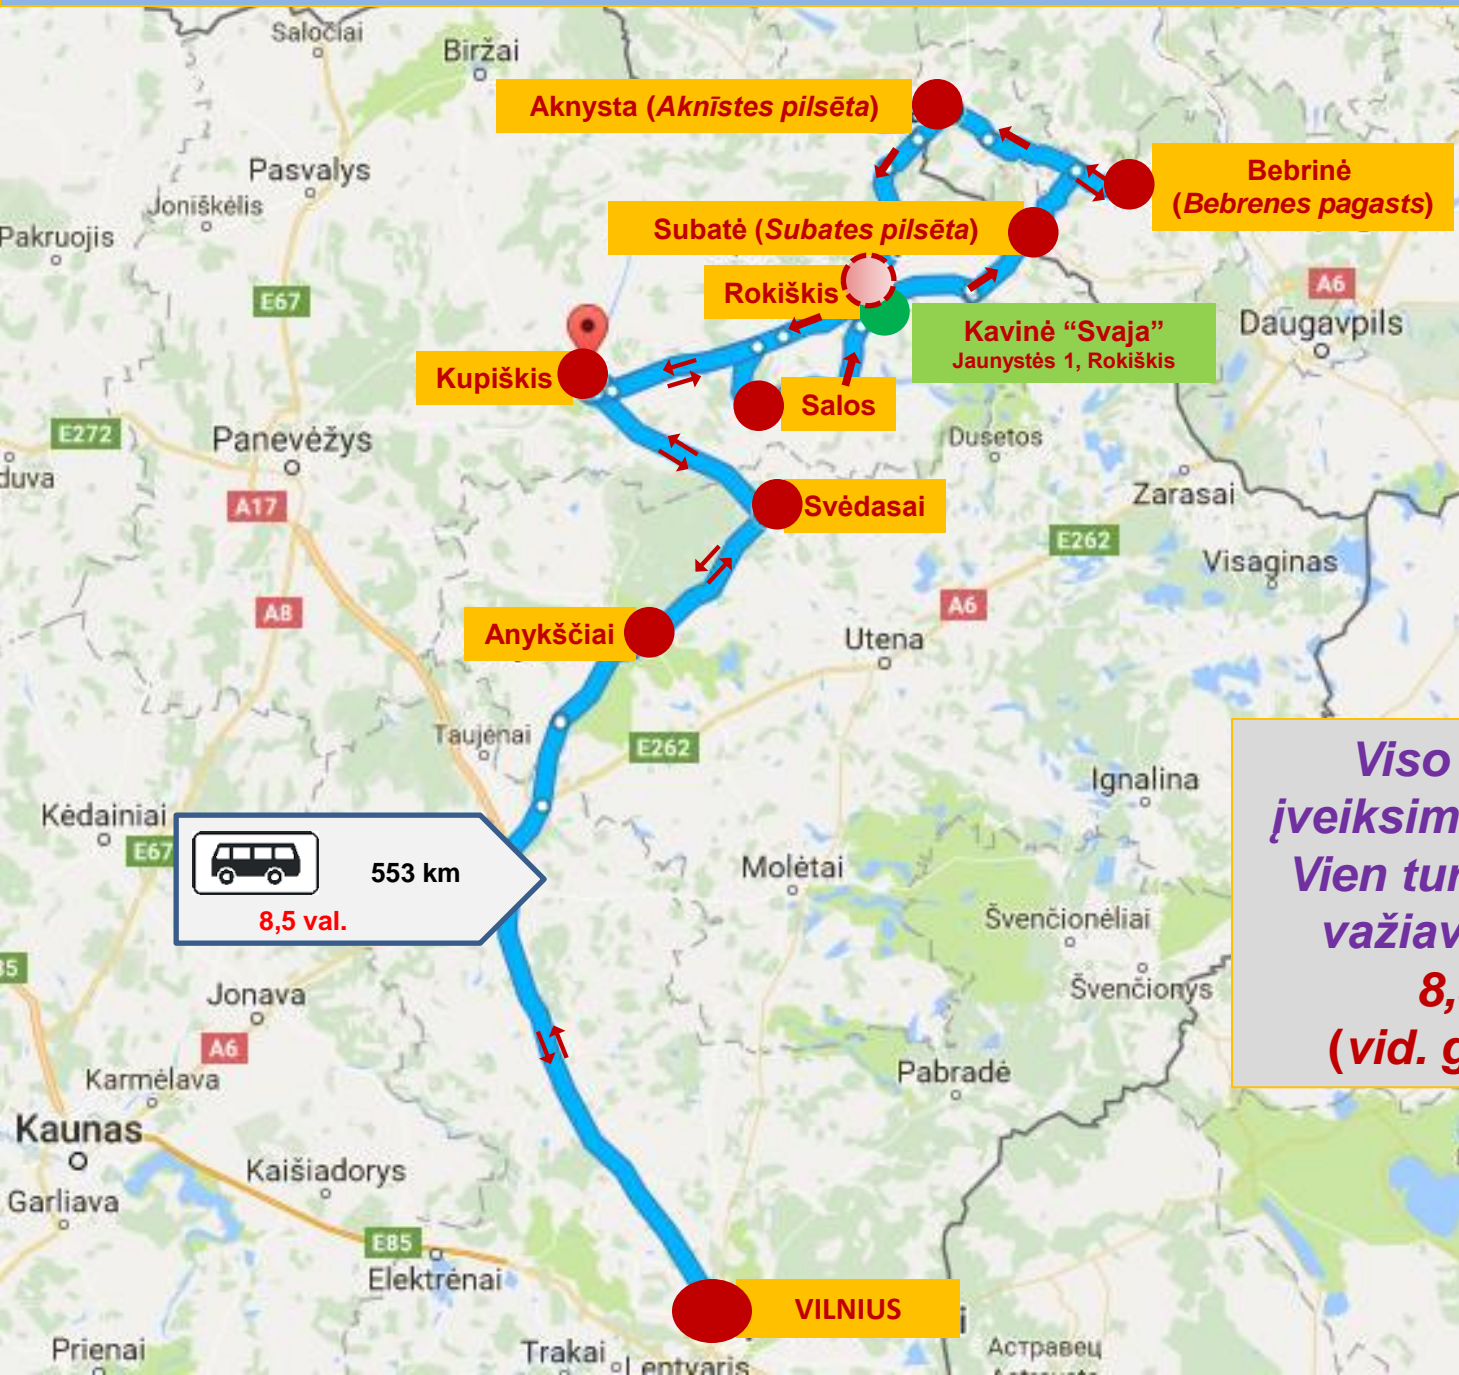 Saločiai
Biržai
Aknysta (Aknīstes pilsēta)
Pasvalys
Joniškėlis
Bebrinė
(Bebrenes pagasts)
Pakruojis
Subatė (Subates pilsēta)
E67
Rokiškis
A6
Daugavpils
Kavinė “Svaja”
Jaunystės 1, Rokiškis
Kupiškis
Salos
E272
Panevėžys
Dusetos
duva
A17
Zarasai
Svėdasai
E262
Visaginas
A8
A6
Anykščiai
Utena
Taujėnai
E262
Ignalina
Viso
įveiksim
Vien tur
važiav
8,
(vid. g
Kėdainiai
E67
553 km
8,5 val.
Molėtai
Švenčionėliai
Švenčionys
35
Jonava
A6
Karmėlava
Pabradė
Kaunas
Kaišiadorys
Garliava
E85
Elektrėnai
VILNIUS
Prienai
Trakai
Lentvaris
Астравец